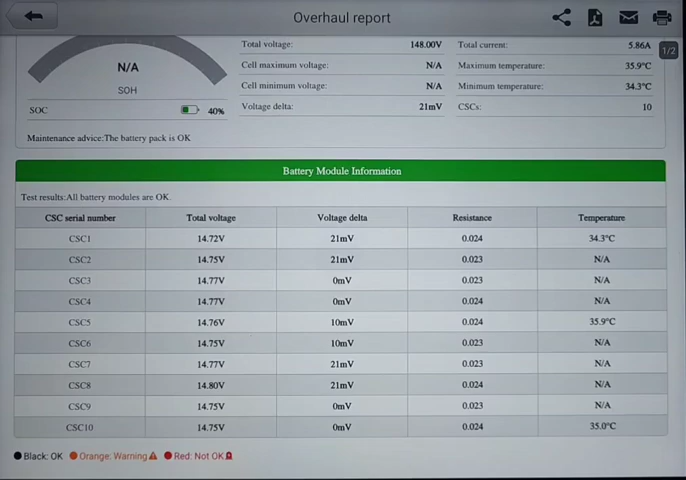 Overhaul report
1/2
N/A
SOH
SOC 40%
Total voltage: 148.00V Total current: 5.86A
Cell maximum voltage: N/A Maximum temperature: 35.9°C
Cell minimum voltage: N/A Minimum temperature: 34.3°C
Voltage delta: 21mV CSCs: 10
Maintenance advice:The battery pack is OK
Battery Module Information
Test results:All battery modules are OK.
CSC serial number Total voltage Voltage delta Resistance Temperature
CSC1 14.72V 21mV 0.024 34.3°C
CSC2 14.75V 21mV 0.023 N/A
CSC3 14.77V 0mV 0.023 N/A
CSC4 14.77V 0mV 0.024 N/A
CSC5 14.76V 10mV 0.024 35.9°C
CSC6 14.75V 10mV 0.023 N/A
CSC7 14.77V 21mV 0.023 N/A
CSC8 14.80V 21mV 0.024 N/A
CSC9 14.75V 0mV 0.023 N/A
CSC10 14.75V 0mV 0.024 35.0°C
Black: OK Orange: Warning Red: Not OK